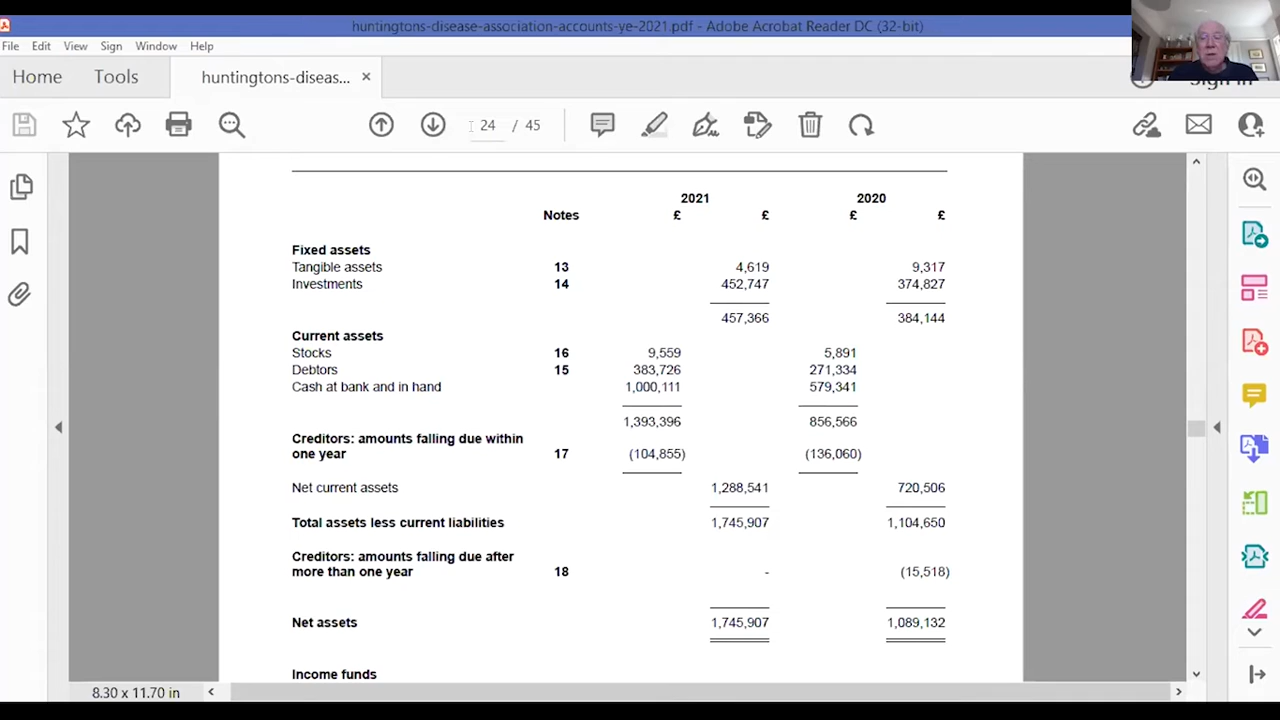 huntingtons-disease-association-accounts-ye-2021.pdf - Adobe Acrobat Reader DC (32-bit)
File Edit View Sign Window Help
Home Tools huntingtons-diseas... ×
24 / 45
2021 2020
Notes £ £ £ £
Fixed assets
Tangible assets 13 4,619 9,317
Investments 14 452,747 374,827
457,366 384,144
Current assets
Stocks 16 9,559 5,891
Debtors 15 383,726 271,334
Cash at bank and in hand 1,000,111 579,341
1,393,396 856,566
Creditors: amounts falling due within
one year 17 (104,855) (136,060)
Net current assets 1,288,541 720,506
Total assets less current liabilities 1,745,907 1,104,650
Creditors: amounts falling due after
more than one year 18 - (15,518)
Net assets 1,745,907 1,089,132
Income funds
8.30 x 11.70 in